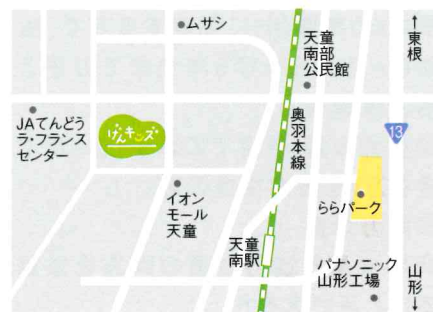 ムサシ
天童
南部
公民館
↑東根
JAてんどう
ラ・フランス
センター
げんキッズ
奥羽本線
13
イオン
モール
天童
ららパーク
天童
南駅
パナソニック
山形工場
山形↓